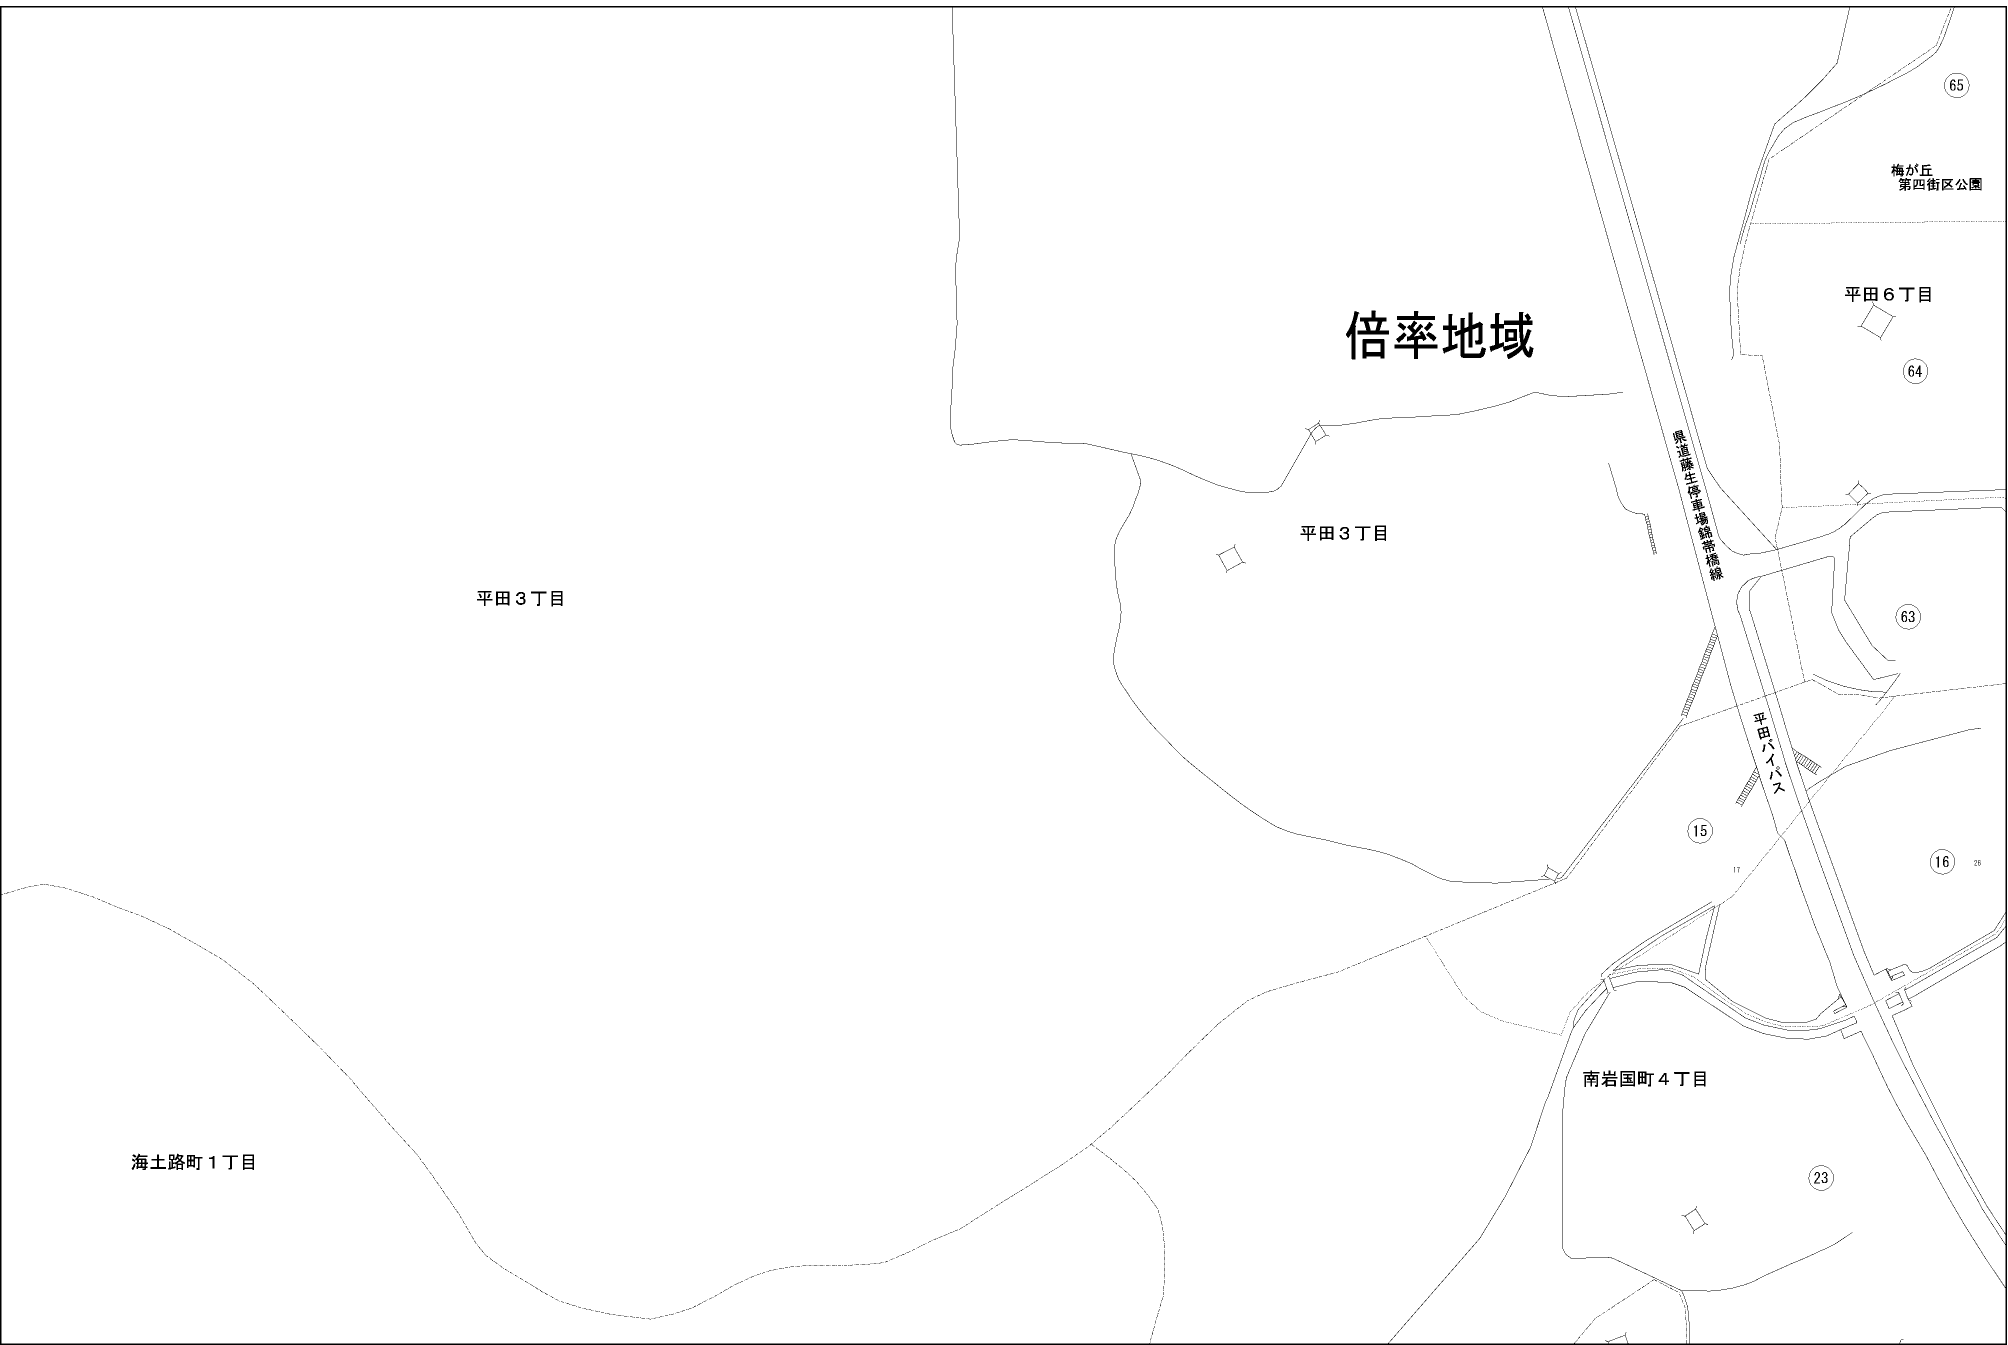 65
梅が丘
第四街区公園
平田６丁目
倍率地域
64
県道藤生停車場錦帯橋線
平田３丁目
平田３丁目
63
平田バイパス
15
16
26
17
南岩国町４丁目
海土路町１丁目
23